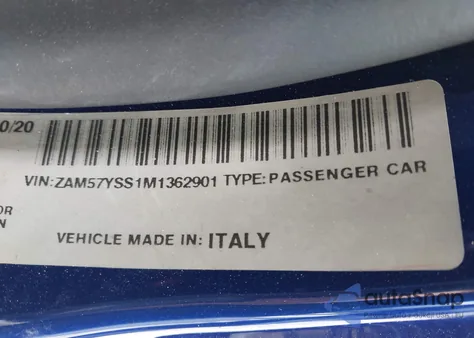 0/20
VIN:ZAM57YSS1M1362901 TYPE:PASSENGER CAR
OR
N
VEHICLE MADE IN: ITALY
autoSnap